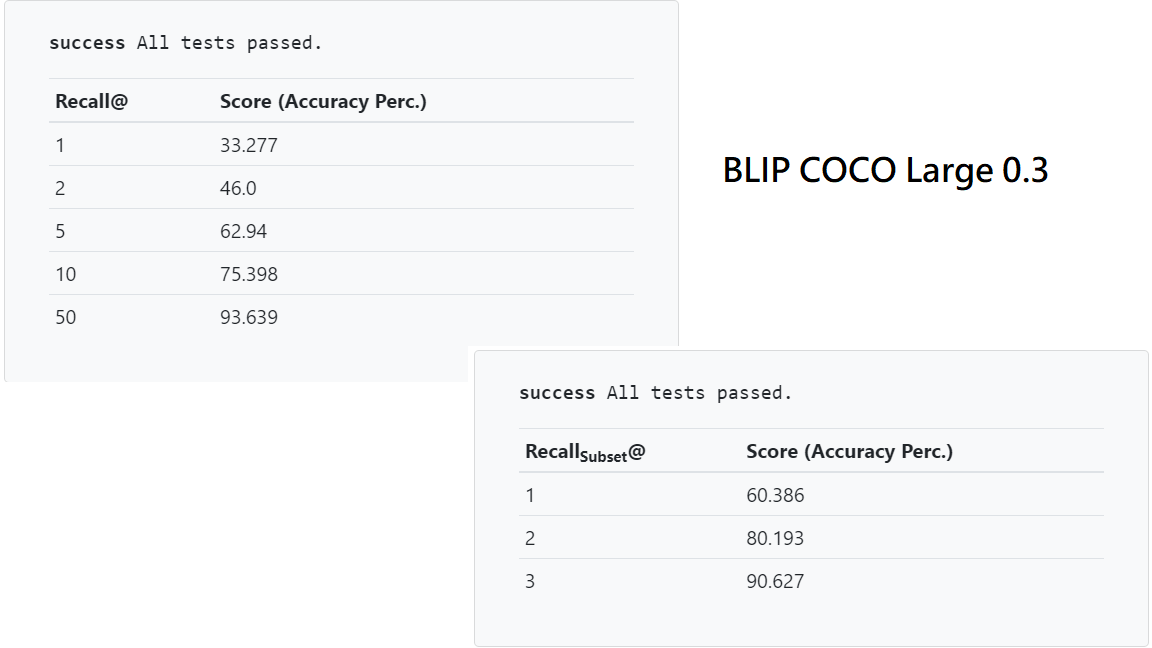 success All tests passed.
Recall@ Score (Accuracy Perc.)
1 33.277
2 46.0
5 62.94
10 75.398
50 93.639
BLIP COCO Large 0.3
success All tests passed.
RecallSubset@ Score (Accuracy Perc.)
1 60.386
2 80.193
3 90.627